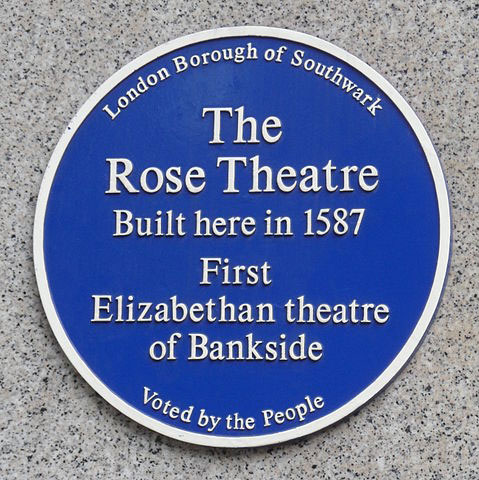 London Borough of Southwark
The
Rose Theatre
Built here in 1587
First
Elizabethan theatre
of Bankside
Voted by the People